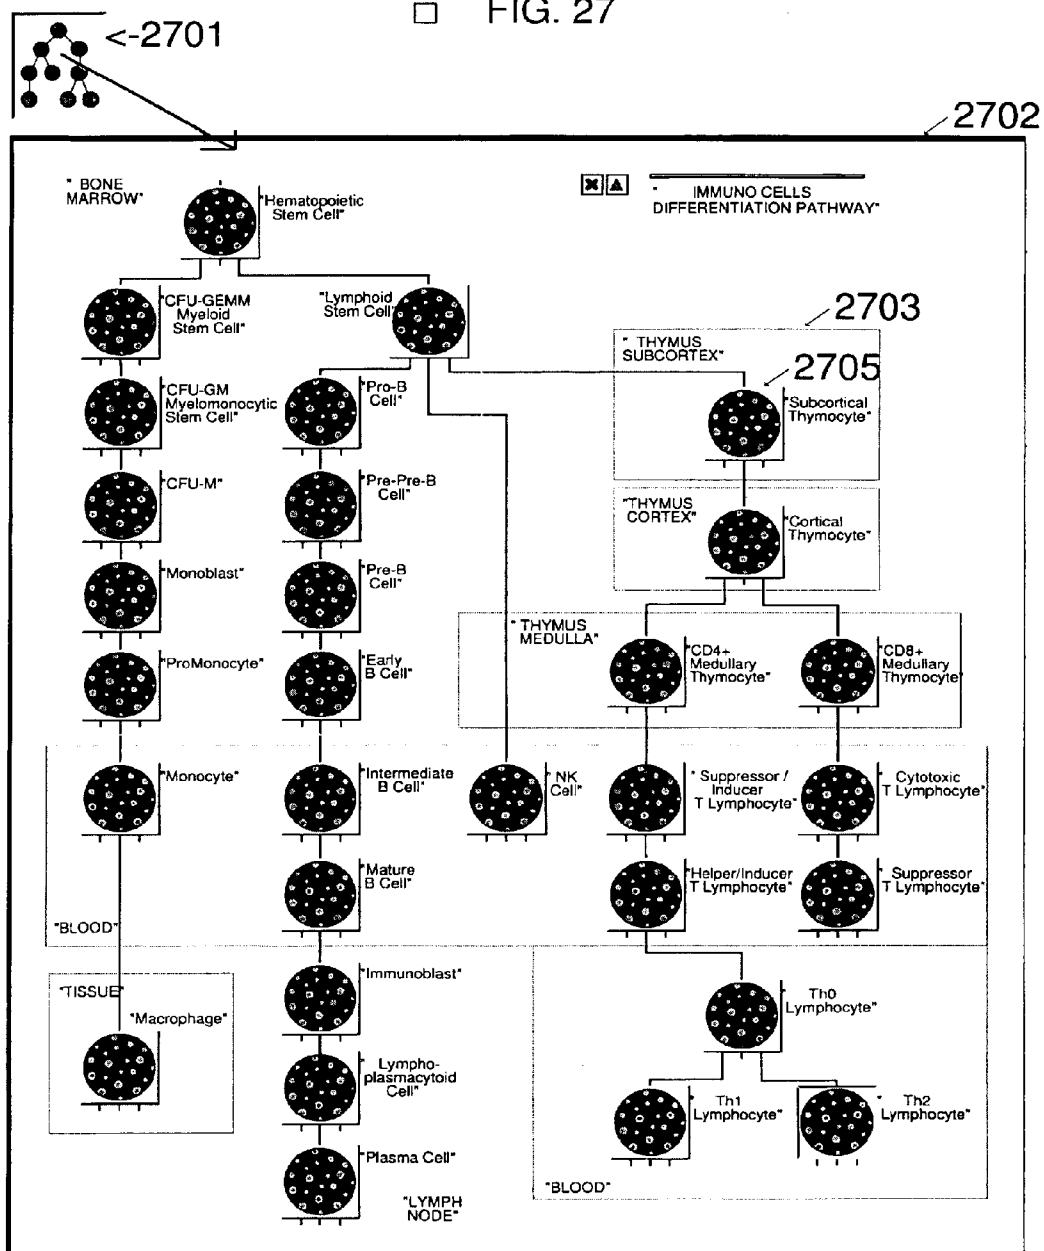 FIG. 27
<-2701
2702
" BONE
MARROW"
" IMMUNO CELLS
DIFFERENTIATION PATHWAY"
"Hematopoietic
Stem Cell"
"CFU-GEMM
Myeloid
Stem Cell"
"Lymphoid
Stem Cell"
2703
" THYMUS
SUBCORTEX"
2705
"CFU-GM
Myelomonocytic
Stem Cell"
"Pro-B
Cell"
"Subcortical
Thymocyte"
"CFU-M"
"Pre-Pre-B
Cell"
"THYMUS
CORTEX"
"Cortical
Thymocyte"
"Monoblast"
"Pre-B
Cell"
" THYMUS
MEDULLA"
"ProMonocyte"
"Early
B Cell"
"CD4+
Medullary
Thymocyte"
"CD8+
Medullary
Thymocyte"
"Monocyte"
"Intermediate
B Cell"
" NK
Cell"
" Suppressor /
Inducer
T Lymphocyte"
" Cytotoxic
T Lymphocyte"
"Mature
B Cell"
"Helper/Inducer
T Lymphocyte"
" Suppressor
T Lymphocyte"
"BLOOD"
"Immunoblast"
"TISSUE"
"Macrophage"
" Th0
Lymphocyte"
" Lympho-
plasmacytoid
Cell"
" Th1
Lymphocyte"
" Th2
Lymphocyte"
"Plasma Cell"
"LYMPH
NODE"
"BLOOD"